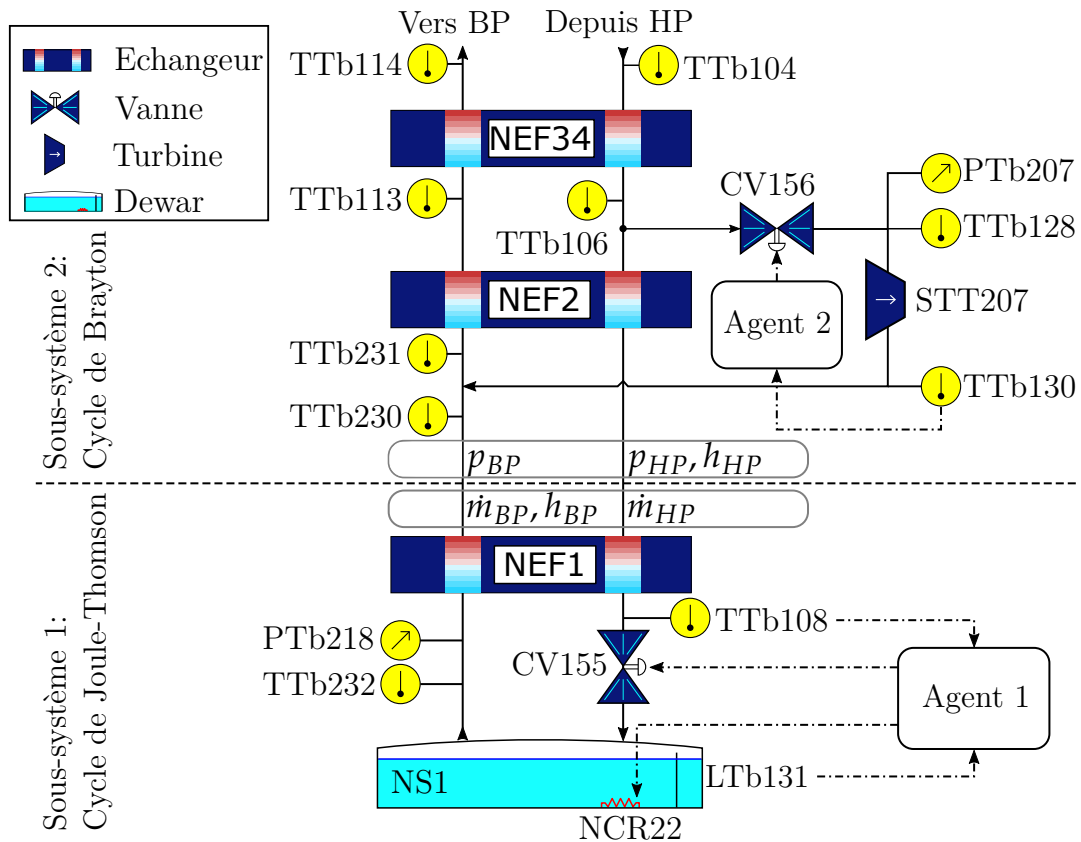 Vers BP
Depuis HP
Echangeur
Vanne
Turbine
Dewar
TTb114
TTb104
NEF34
TTb113
TTb106
CV156
PTb207
TTb128
NEF2
Agent 2
STT207
TTb231
TTb130
TTb230
Sous-système 2:
Cycle de Brayton
p_BP
p_HP, h_HP
ṁ_BP, h_BP
ṁ_HP
NEF1
Sous-système 1:
Cycle de Joule-Thomson
TTb108
PTb218
CV155
TTb232
Agent 1
NS1
LTb131
NCR22